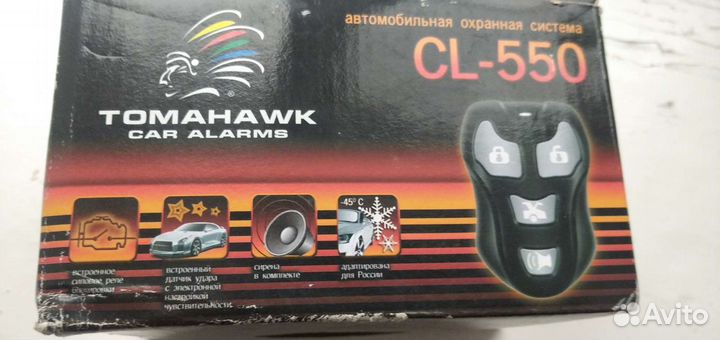 автомобильная охранная система
CL-550
TOMAHAWK
CAR ALARMS
-45° C
встроенное
силовое реле
блокировки
встроенный
датчик удара
с электронной
настройкой
чувствительности
сирена
в комплекте
адаптирована
для России
Avito